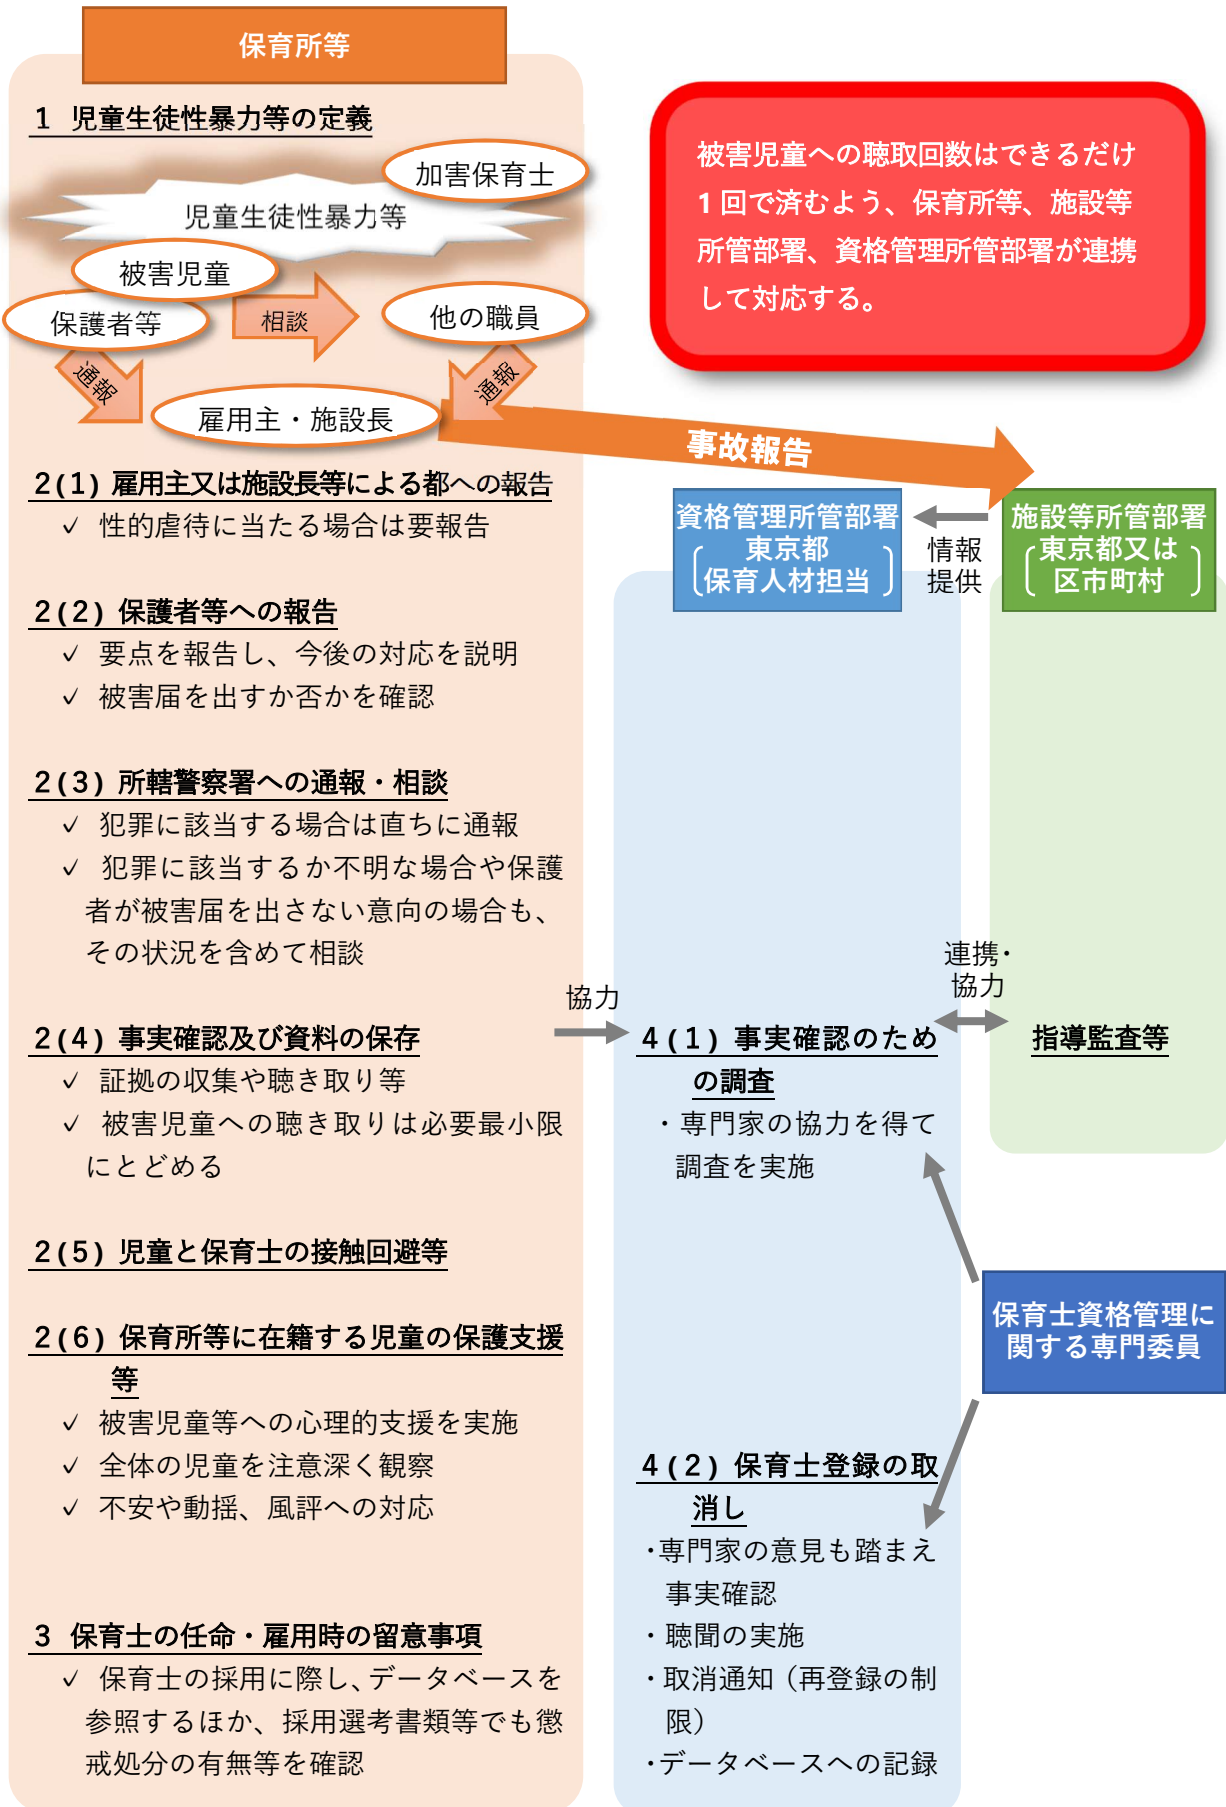 保育所等
1 児童生徒性暴力等の定義
加害保育士
児童生徒性暴力等
被害児童
保護者等
相談
他の職員
通報
通報
雇用主・施設長
事故報告
被害児童への聴取回数はできるだけ
1回で済むよう、保育所等、施設等
所管部署、資格管理所管部署が連携
して対応する。
2(1) 雇用主又は施設長等による都への報告
✓ 性的虐待に当たる場合は要報告
2(2) 保護者等への報告
✓ 要点を報告し、今後の対応を説明
✓ 被害届を出すか否かを確認
2(3) 所轄警察署への通報・相談
✓ 犯罪に該当する場合は直ちに通報
✓ 犯罪に該当するか不明な場合や保護
者が被害届を出さない意向の場合も、
その状況を含めて相談
2(4) 事実確認及び資料の保存
✓ 証拠の収集や聴き取り等
✓ 被害児童への聴き取りは必要最小限
にとどめる
2(5) 児童と保育士の接触回避等
2(6) 保育所等に在籍する児童の保護支援
等
✓ 被害児童等への心理的支援を実施
✓ 全体の児童を注意深く観察
✓ 不安や動揺、風評への対応
3 保育士の任命・雇用時の留意事項
✓ 保育士の採用に際し、データベースを
参照するほか、採用選考書類等でも懲
戒処分の有無等を確認
資格管理所管部署
東京都
保育人材担当
情報
提供
施設等所管部署
東京都又は
区市町村
協力
連携・
協力
4(1) 事実確認のため
の調査
・専門家の協力を得て
調査を実施
指導監査等
保育士資格管理に
関する専門委員
4(2) 保育士登録の取
消し
・専門家の意見も踏まえ
事実確認
・聴聞の実施
・取消通知（再登録の制
限）
・データベースへの記録